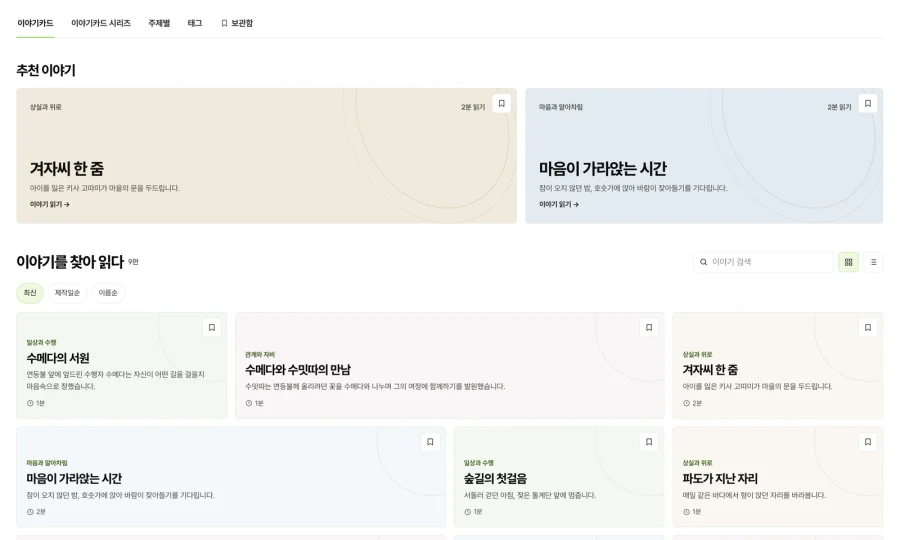 이야기카드
이야기카드 시리즈
주제별
태그
보관함
추천 이야기
상실과 위로
2분 읽기
겨자씨 한 줌
아이를 잃은 키사 고따미가 마을의 문을 두드립니다.
이야기 읽기 →
마음과 알아차림
2분 읽기
마음이 가라앉는 시간
잠이 오지 않던 밤, 호숫가에 앉아 바람이 잦아들기를 기다립니다.
이야기 읽기 →
이야기를 찾아 읽다 9편
이야기 검색
최신
제작일순
이름순
일상과 수행
수메다의 서원
연등불 앞에 엎드린 수행자 수메다는 자신이 어떤 길을 걸을지
마음속으로 정했습니다.
1분
관계와 자비
수메다와 수밋따의 만남
수밋따는 연등불께 올리려던 꽃을 수메다와 나누며 그의 여정에 함께하기를 발원했습니다.
1분
상실과 위로
겨자씨 한 줌
아이를 잃은 키사 고따미가 마을의 문을 두드립니다.
2분
마음과 알아차림
마음이 가라앉는 시간
잠이 오지 않던 밤, 호숫가에 앉아 바람이 잦아들기를 기다립니다.
2분
일상과 수행
숲길의 첫걸음
서둘러 걷던 아침, 젖은 돌계단 앞에 멈춥니다.
1분
상실과 위로
파도가 지난 자리
매일 같은 바다에서 형이 앉던 자리를 바라봅니다.
1분